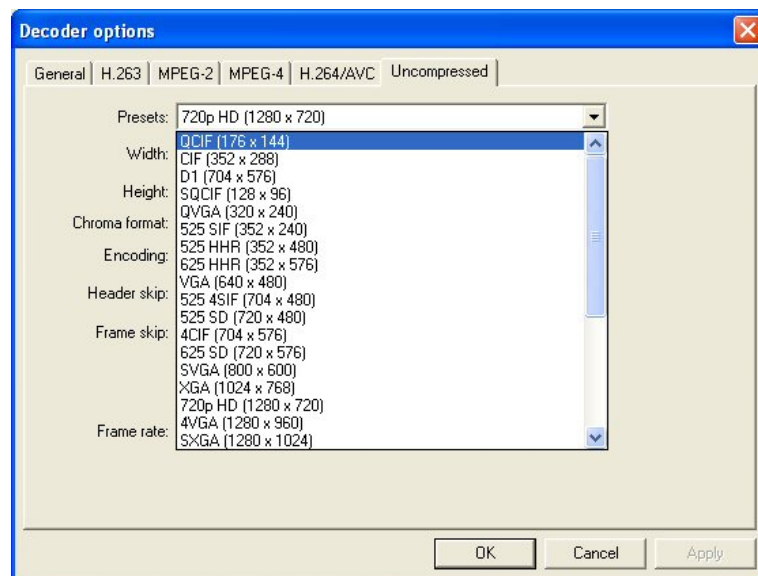 Decoder options
General H.263 MPEG-2 MPEG-4 H.264/AVC Uncompressed
Presets: 720p HD (1280 x 720)
QCIF (176 x 144)
Width: CIF (352 x 288)
D1 (704 x 576)
Height: SQCIF (128 x 96)
QVGA (320 x 240)
Chroma format: 525 SIF (352 x 240)
525 HHR (352 x 480)
Encoding: 625 HHR (352 x 576)
VGA (640 x 480)
Header skip: 525 4SIF (704 x 480)
525 SD (720 x 480)
Frame skip: 4CIF (704 x 576)
625 SD (720 x 576)
SVGA (800 x 600)
XGA (1024 x 768)
720p HD (1280 x 720)
4VGA (1280 x 960)
Frame rate: SXGA (1280 x 1024)
OK Cancel Apply